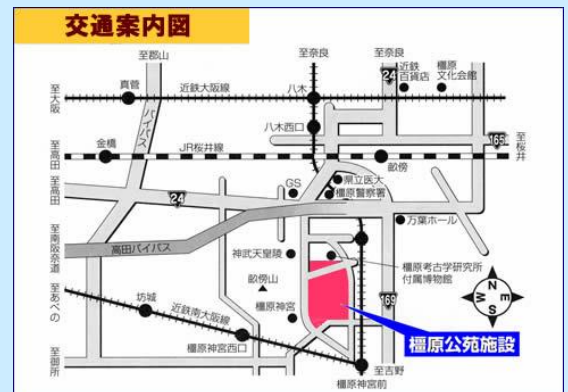 交通案内図
至郡山
至奈良
至奈良
24
近鉄百貨店
橿原文化会館
至大阪
真菅
近鉄大阪線
八木
八木西口
165
至桜井
バイパス
至高田
金橋
JR桜井線
畝傍
至高田
24
GS
県立医大
橿原警察署
万葉ホール
至南阪奈道
高田バイパス
神武天皇陵
橿原考古学研究所
付属博物館
畝傍山
至あべの
坊城
近鉄南大阪線
橿原神宮
169
N
E
S
W
橿原公苑施設
至御所
橿原神宮西口
橿原神宮前
至吉野